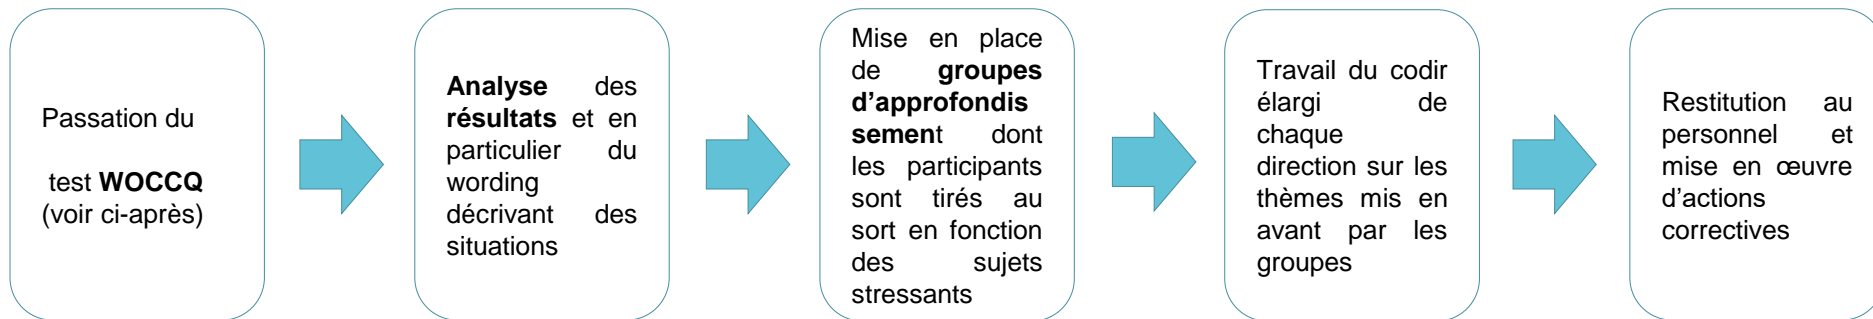 Passation du
test WOCCQ
(voir ci-après)
Analyse des
résultats et en
particulier du
wording
décrivant des
situations
Mise en place
de groupes
d'approfondis
sement dont
les participants
sont tirés au
sort en fonction
des sujets
stressants
Travail du codir
élargi de
chaque
direction sur les
thèmes mis en
avant par les
groupes
Restitution au
personnel et
mise en œuvre
d'actions
correctives